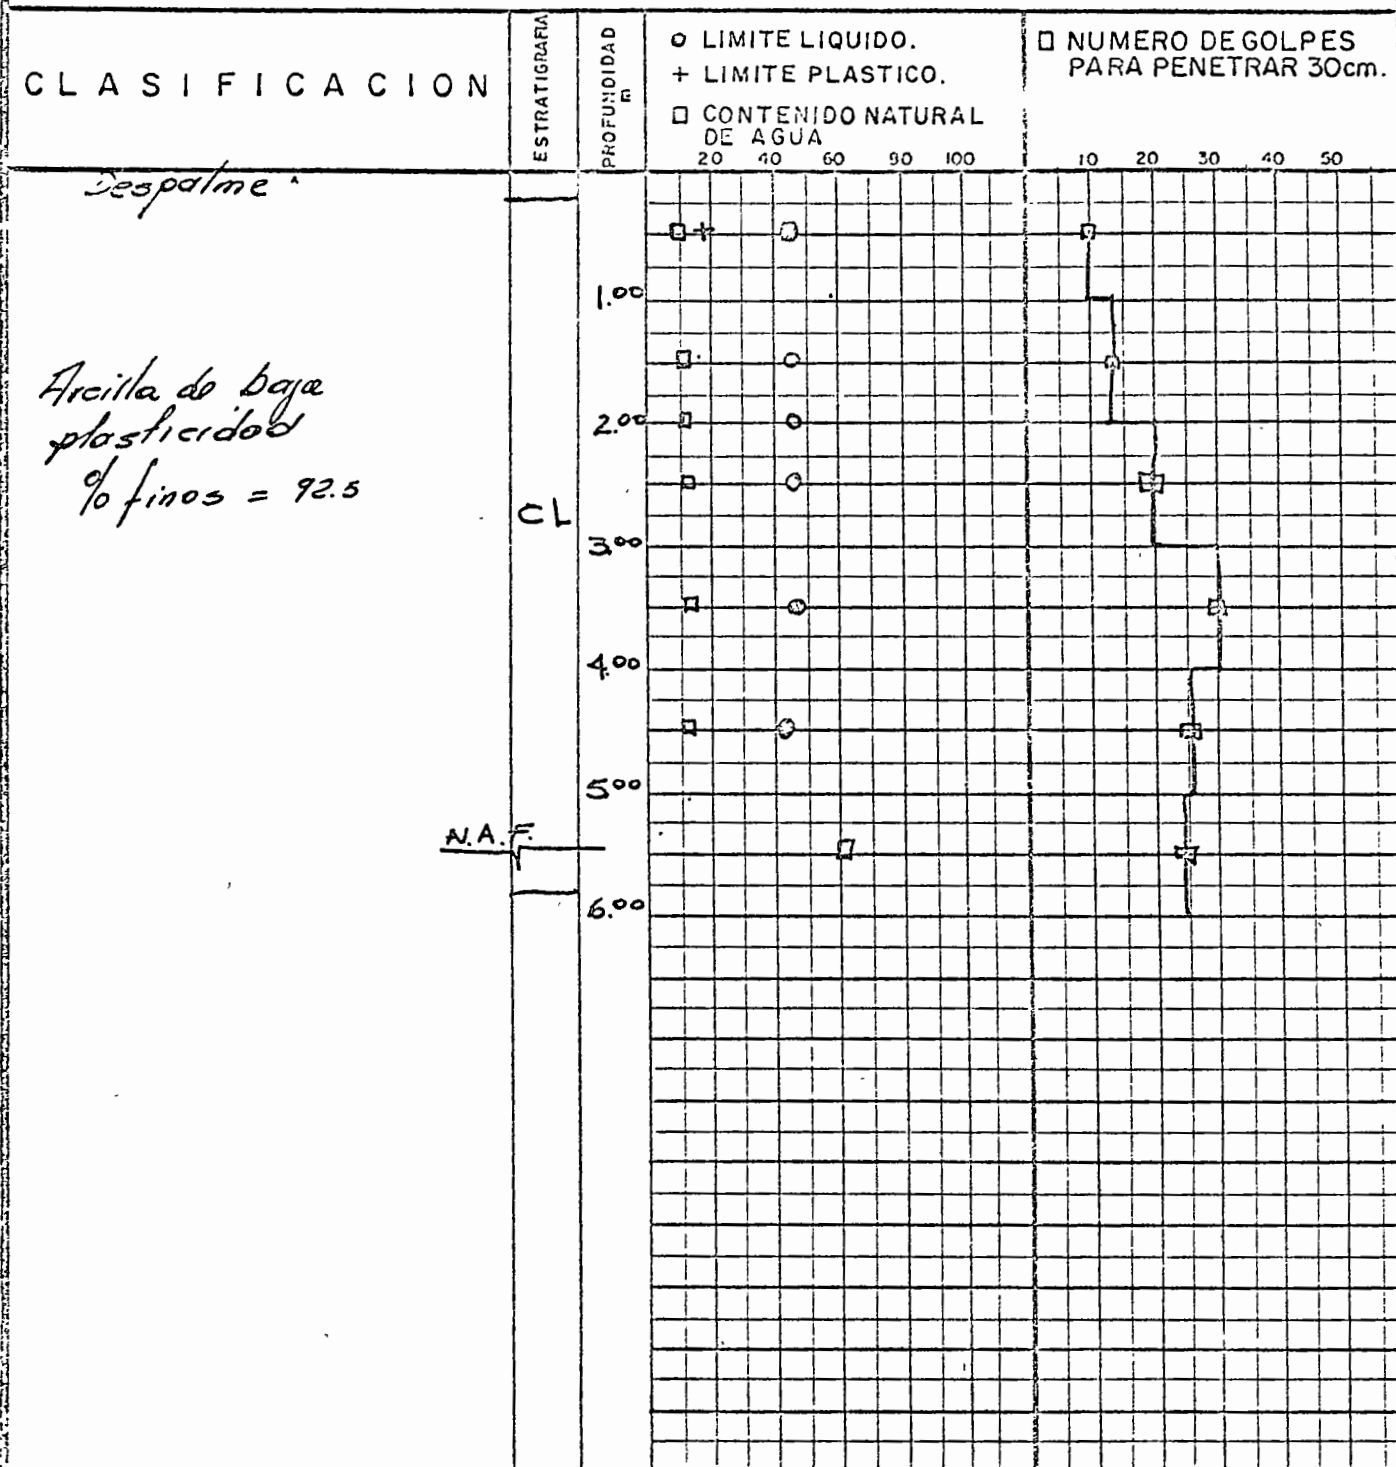 CLASIFICACION
ESTRATIGRAFIA
PROFUNDIDAD
m
o LIMITE LIQUIDO.
+ LIMITE PLASTICO.
□ CONTENIDO NATURAL
DE AGUA
20 40 60 90 100
□ NUMERO DE GOLPES
PARA PENETRAR 30cm.
10 20 30 40 50
Despalme
1.00
Arcilla de baja
plasticidad
% finos = 92.5
2.00
CL
3.00
4.00
5.00
N.A.F.
6.00